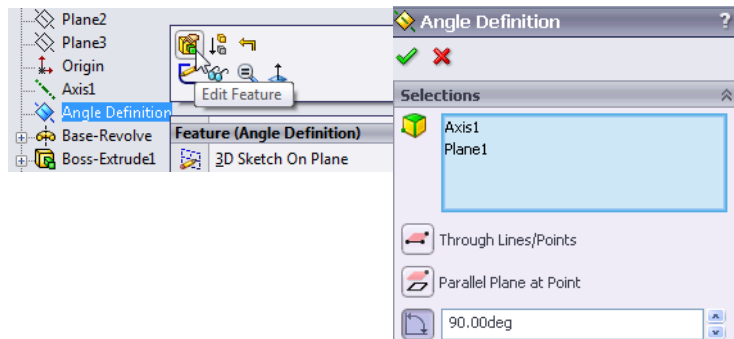 Plane2
Plane3
Origin
Axis1
Angle Definition
Base-Revolve
Boss-Extrude1
Edit Feature
Feature (Angle Definition)
3D Sketch On Plane
Angle Definition ?
Selections
Axis1
Plane1
Through Lines/Points
Parallel Plane at Point
90.00deg